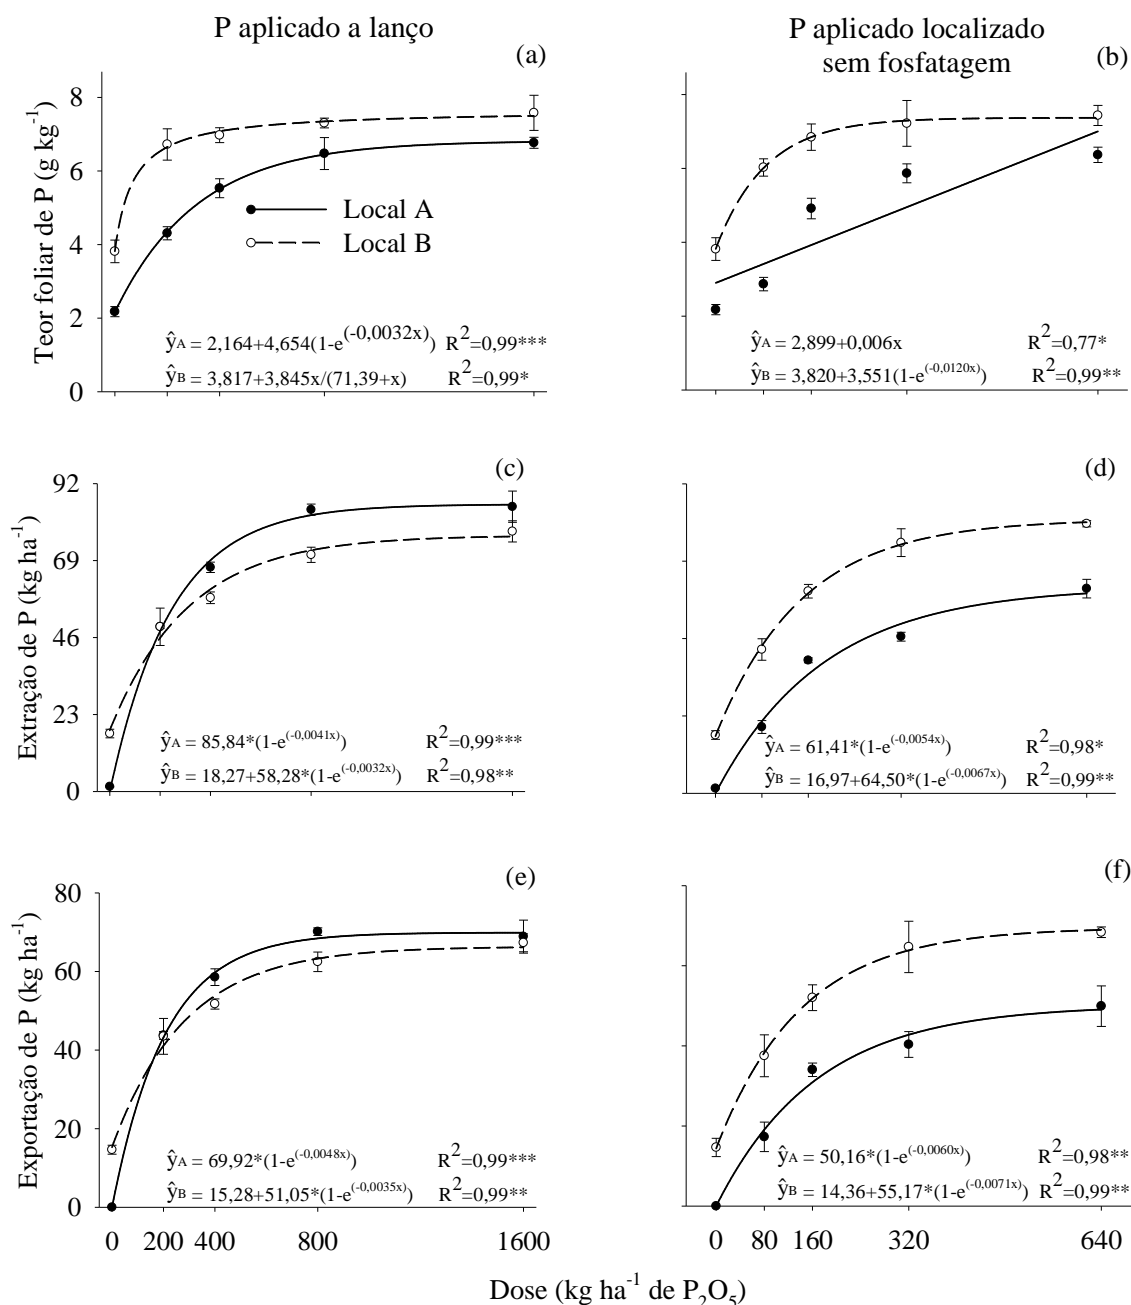 P aplicado a lanço
P aplicado localizado
sem fosfatagem
(a)
(b)
Teor foliar de P (g kg⁻¹)
8
6
4
2
0
Local A
Local B
ŷA = 2,164+4,654(1-e^(-0,0032x)) R²=0,99***
ŷB = 3,817+3,845x/(71,39+x) R²=0,99*
ŷA = 2,899+0,006x R²=0,77*
ŷB = 3,820+3,551(1-e^(-0,0120x)) R²=0,99**
(c)
(d)
Extração de P (kg ha⁻¹)
92
69
46
23
0
ŷA = 85,84*(1-e^(-0,0041x)) R²=0,99***
ŷB = 18,27+58,28*(1-e^(-0,0032x)) R²=0,98**
ŷA = 61,41*(1-e^(-0,0054x)) R²=0,98*
ŷB = 16,97+64,50*(1-e^(-0,0067x)) R²=0,99**
(e)
(f)
Exportação de P (kg ha⁻¹)
80
60
40
20
0
ŷA = 69,92*(1-e^(-0,0048x)) R²=0,99***
ŷB = 15,28+51,05*(1-e^(-0,0035x)) R²=0,99**
ŷA = 50,16*(1-e^(-0,0060x)) R²=0,98**
ŷB = 14,36+55,17*(1-e^(-0,0071x)) R²=0,99**
0 200 400 800 1600
0 80 160 320 640
Dose (kg ha⁻¹ de P₂O₅)